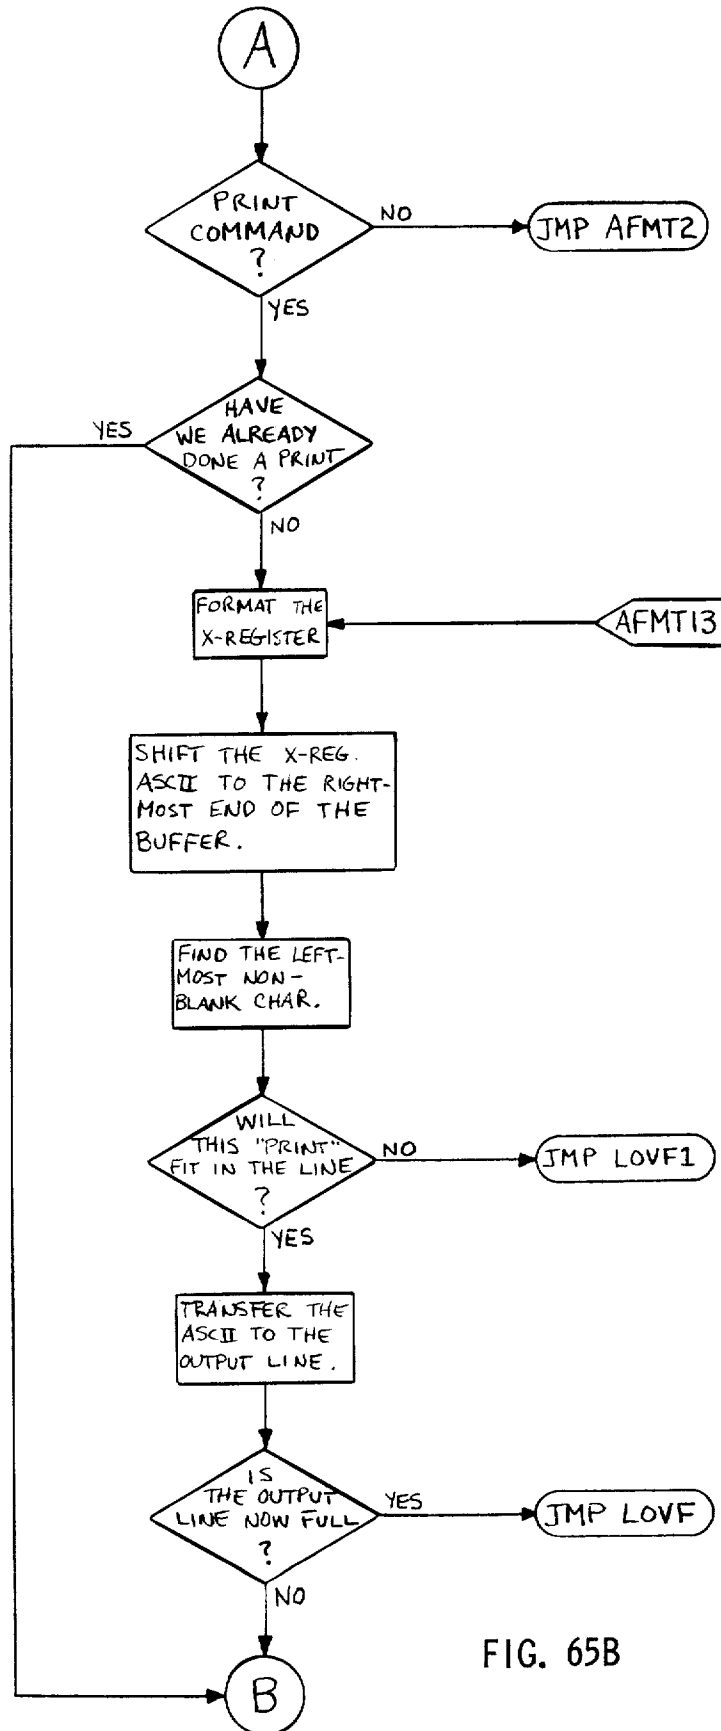 A
PRINT
COMMAND
?
NO
JMP AFMT2
YES
HAVE
WE ALREADY
DONE A PRINT
?
YES
NO
FORMAT THE
X-REGISTER
AFMT13
SHIFT THE X-REG.
ASCII TO THE RIGHT-
MOST END OF THE
BUFFER.
FIND THE LEFT-
MOST NON-
BLANK CHAR.
WILL
THIS "PRINT"
FIT IN THE LINE
?
NO
JMP LOVF1
YES
TRANSFER THE
ASCII TO THE
OUTPUT LINE.
IS
THE OUTPUT
LINE NOW FULL
?
YES
JMP LOVF
NO
B
FIG. 65B